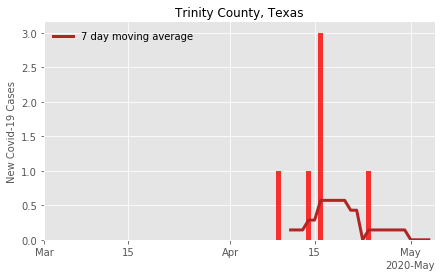 Trinity County, Texas
7 day moving average
New Covid-19 Cases
3.0
2.5
2.0
1.5
1.0
0.5
0.0
Mar
15
Apr
15
May
2020-May